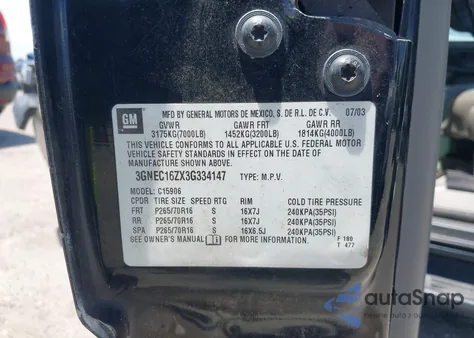 GM
MFD BY GENERAL MOTORS DE MEXICO, S. DE R.L. DE C.V. 07/03
GVWR GAWR FRT GAWR RR
3175KG(7000LB) 1452KG(3200LB) 1814KG(4000LB)
THIS VEHICLE CONFORMS TO ALL APPLICABLE U.S. FEDERAL MOTOR
VEHICLE SAFETY STANDARDS IN EFFECT ON THE DATE OF
MANUFACTURE SHOWN ABOVE.
3GNEC16ZX3G334147 TYPE: M.P.V.
MODEL: C15906
CPDR TIRE SIZE SPEED RTG RIM COLD TIRE PRESSURE
FRT P265/70R16 S 16X7J 240KPA(35PSI)
RR P265/70R16 S 16X7J 240KPA(35PSI)
SPA P265/70R16 S 16X6.5J 240KPA(35PSI)
SEE OWNER'S MANUAL FOR MORE INFORMATION. F 180
T 477
autoSnap